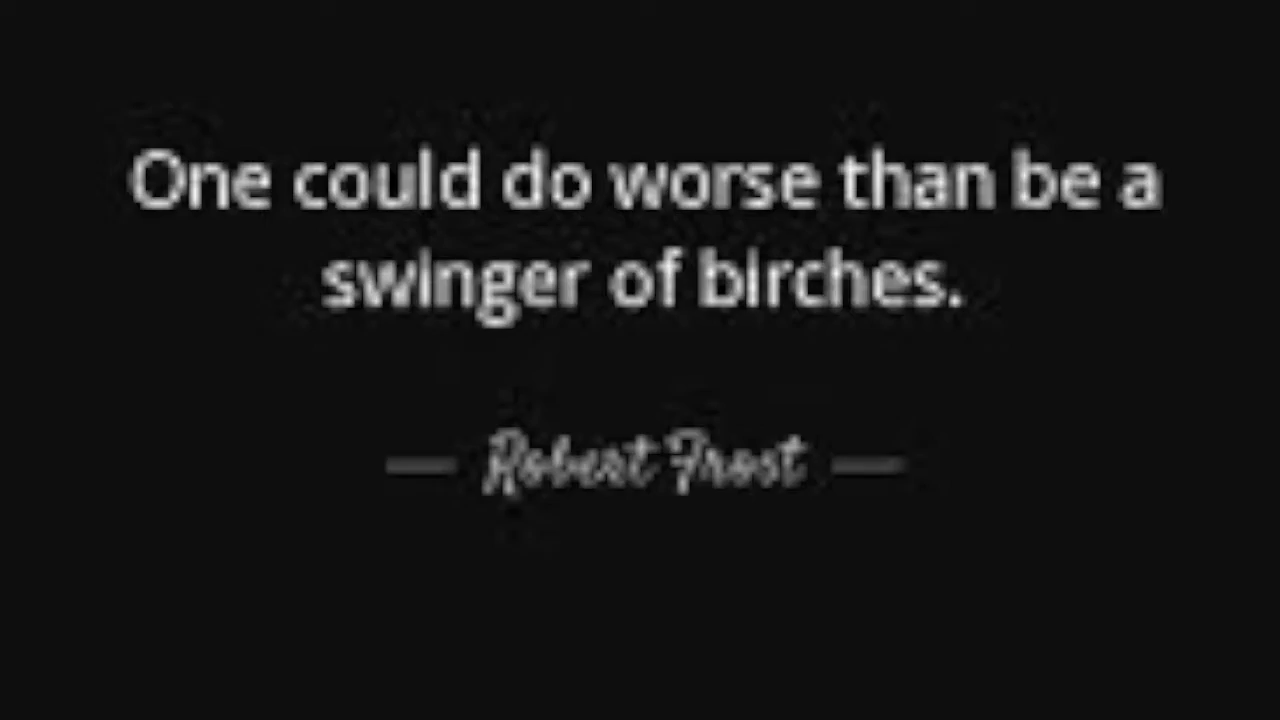 One could do worse than be a
swinger of birches.
— Robert Frost —